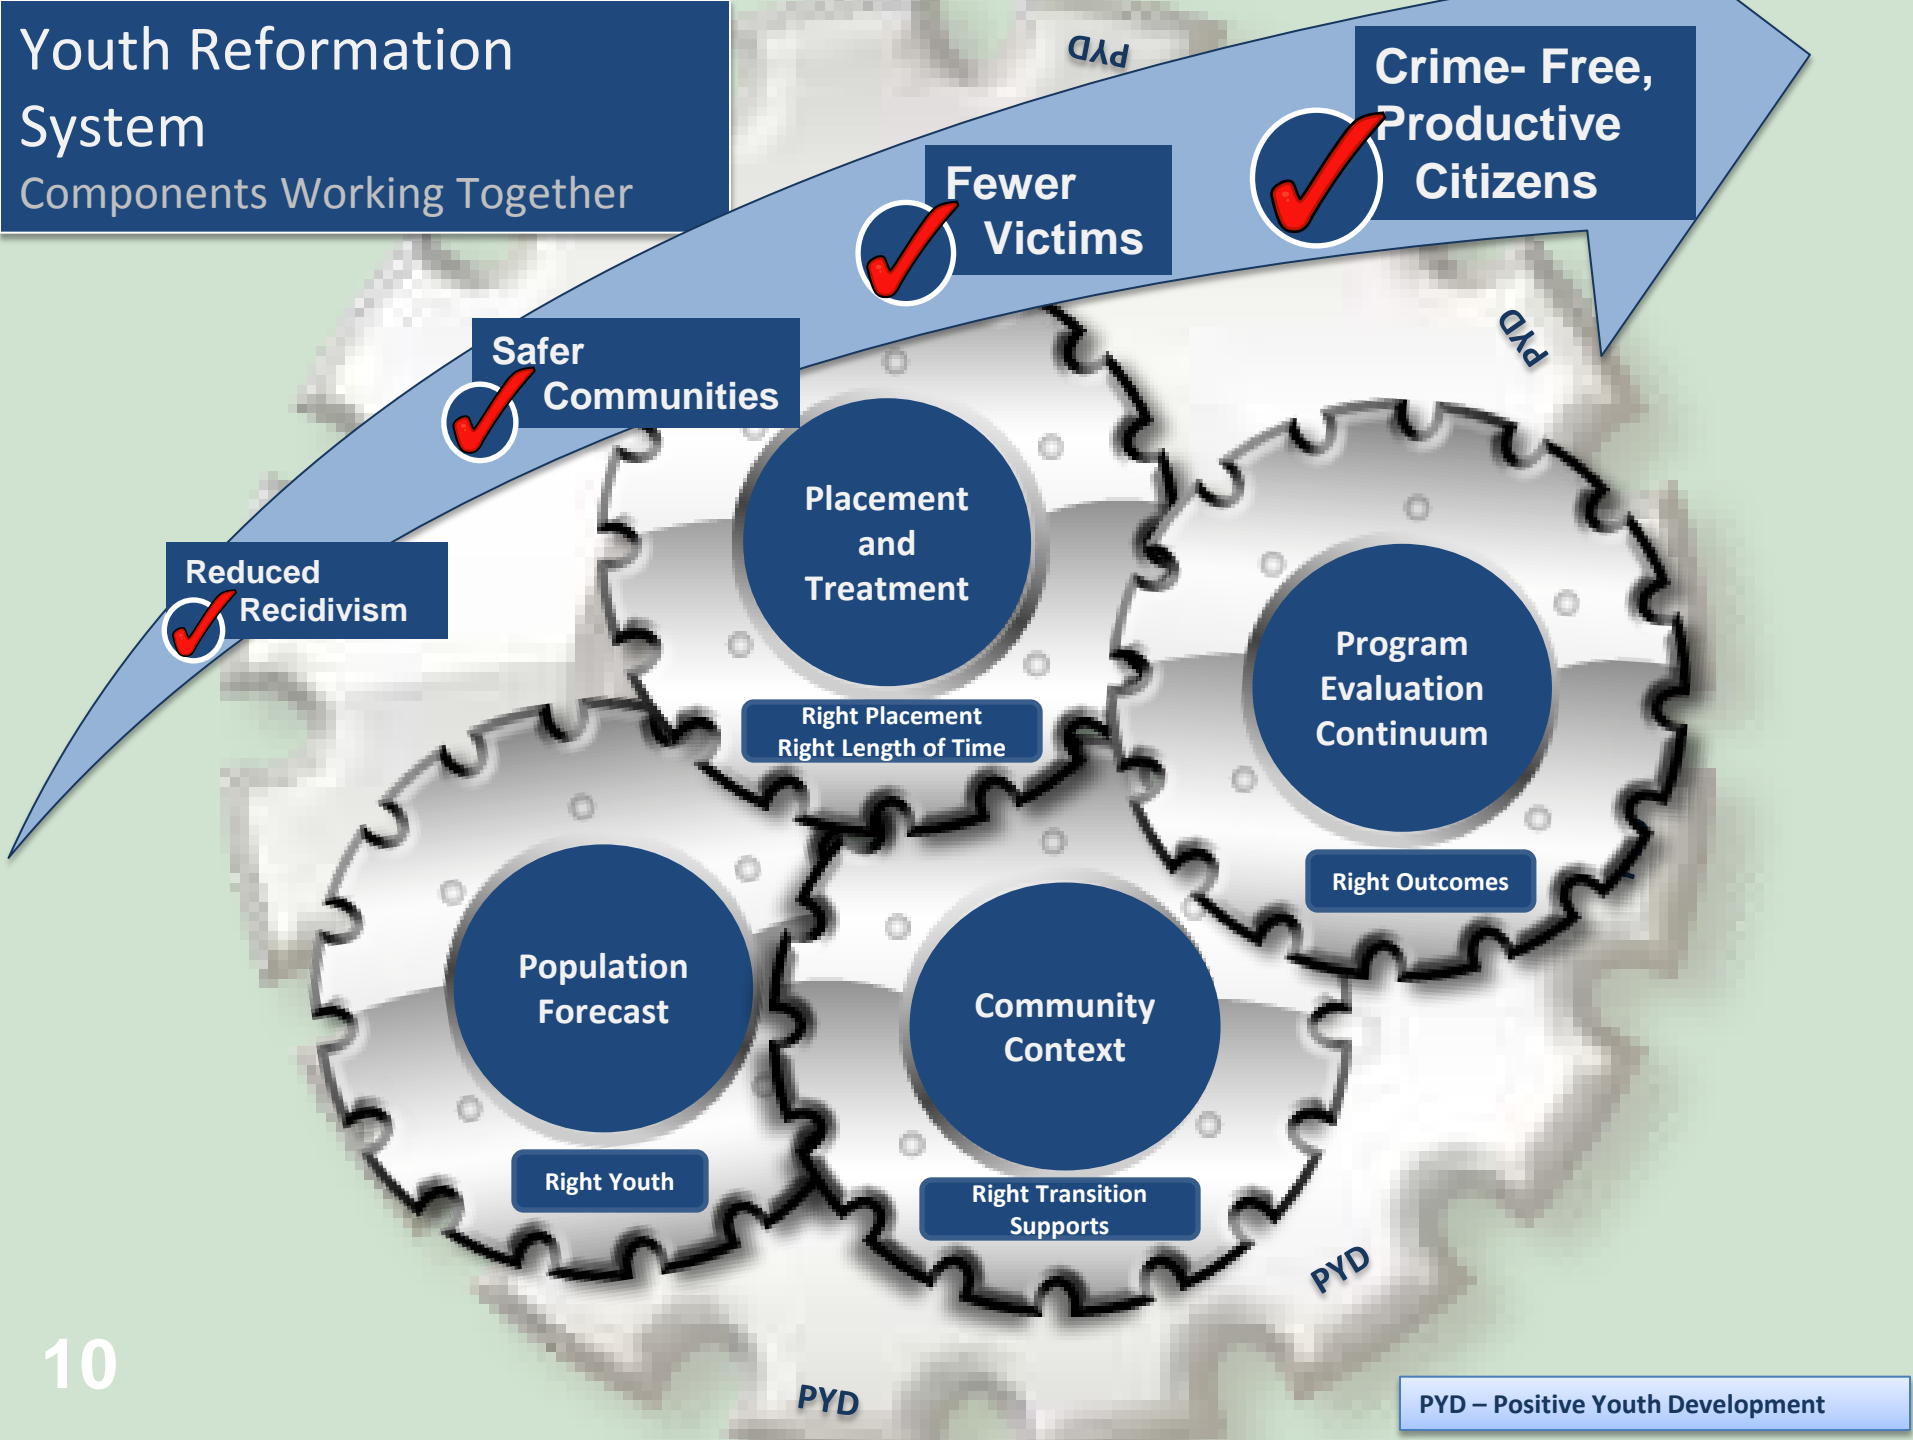 Youth Reformation
System
Components Working Together
PYD
Crime- Free,
Productive
Citizens
Fewer
Victims
PYD
Safer
Communities
Reduced
Recidivism
Placement
and
Treatment
Right Placement
Right Length of Time
Program
Evaluation
Continuum
Right Outcomes
Population
Forecast
Right Youth
Community
Context
Right Transition
Supports
PYD
PYD
10
PYD – Positive Youth Development